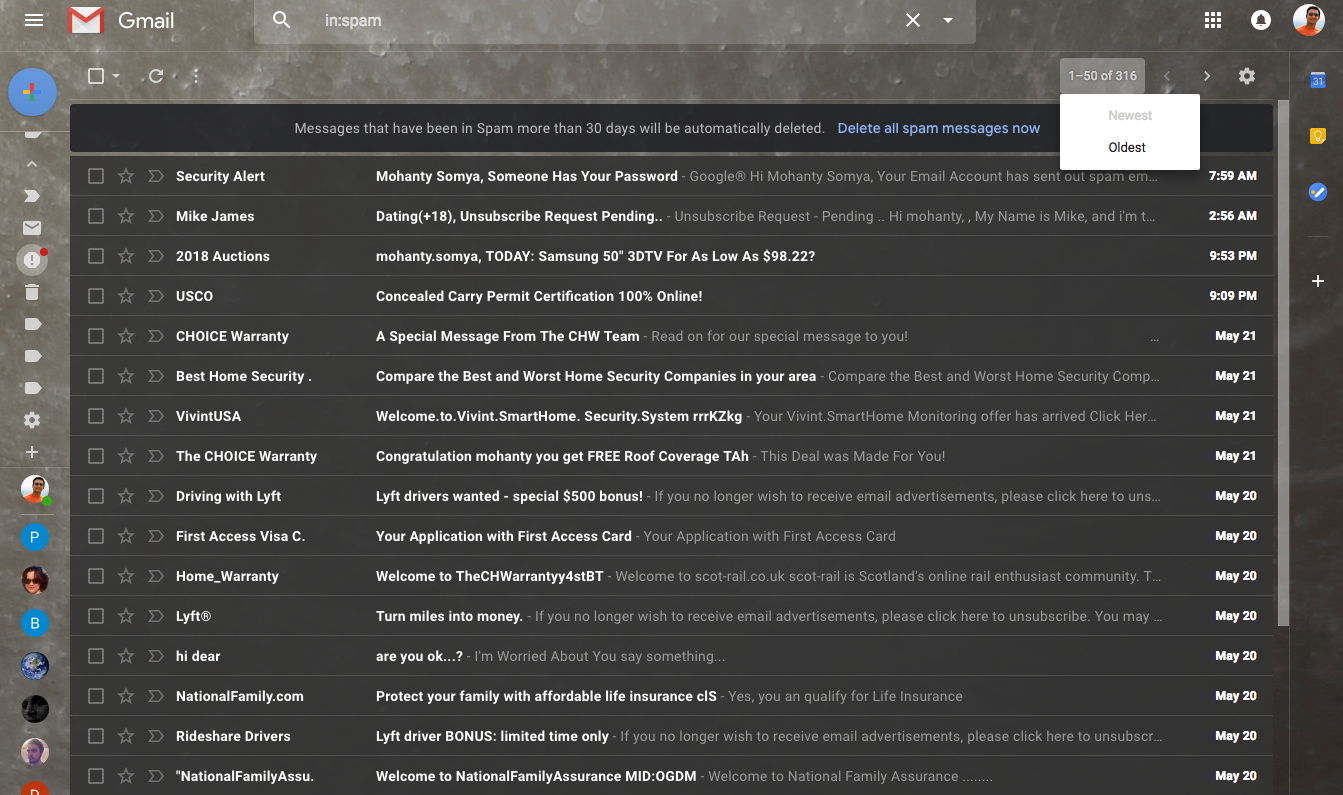 Gmail
in:spam
1–50 of 316
31
Newest
Oldest
Messages that have been in Spam more than 30 days will be automatically deleted. Delete all spam messages now
Security Alert Mohanty Somya, Someone Has Your Password - Google® Hi Mohanty Somya, Your Email Account has sent out spam em… 7:59 AM
Mike James Dating(+18), Unsubscribe Request Pending.. - Unsubscribe Request - Pending .. Hi mohanty, , My Name is Mike, and i'm t… 2:56 AM
2018 Auctions mohanty.somya, TODAY: Samsung 50" 3DTV For As Low As $98.22? 9:53 PM
USCO Concealed Carry Permit Certification 100% Online! 9:09 PM
CHOICE Warranty A Special Message From The CHW Team - Read on for our special message to you! … May 21
Best Home Security . Compare the Best and Worst Home Security Companies in your area - Compare the Best and Worst Home Security Comp… May 21
VivintUSA Welcome.to.Vivint.SmartHome. Security.System rrrKZkg - Your Vivint.SmartHome Monitoring offer has arrived Click Her… May 21
The CHOICE Warranty Congratulation mohanty you get FREE Roof Coverage TAh - This Deal was Made For You! May 21
Driving with Lyft Lyft drivers wanted - special $500 bonus! - If you no longer wish to receive email advertisements, please click here to uns… May 20
First Access Visa C. Your Application with First Access Card - Your Application with First Access Card May 20
Home_Warranty Welcome to TheCHWarrantyy4stBT - Welcome to scot-rail.co.uk scot-rail is Scotland's online rail enthusiast community. T… May 20
P
Lyft® Turn miles into money. - If you no longer wish to receive email advertisements, please click here to unsubscribe. You may … May 20
B
hi dear are you ok...? - I'm Worried About You say something... May 20
NationalFamily.com Protect your family with affordable life insurance clS - Yes, you an qualify for Life Insurance May 20
Rideshare Drivers Lyft driver BONUS: limited time only - If you no longer wish to receive email advertisements, please click here to unsubscr… May 20
"NationalFamilyAssu. Welcome to NationalFamilyAssurance MID:OGDM - Welcome to National Family Assurance ........ May 20
D